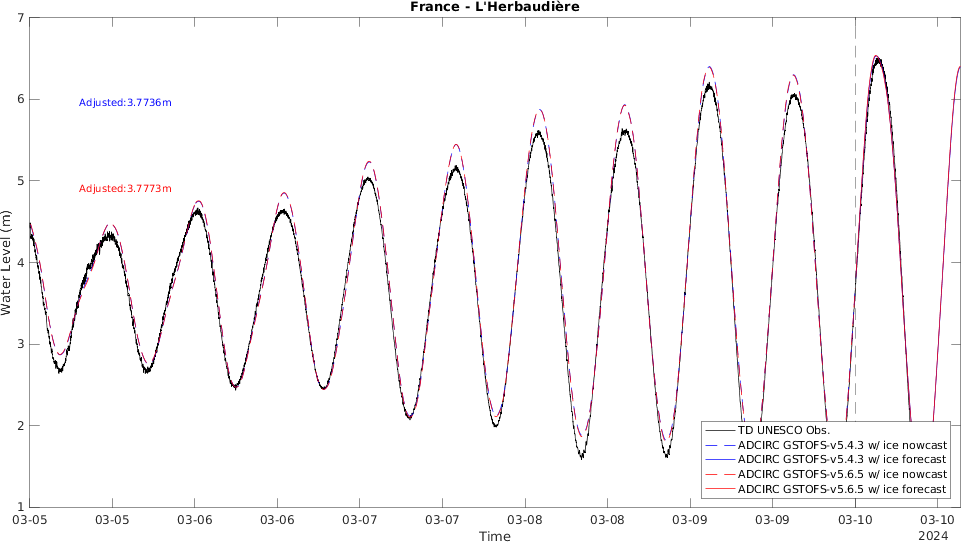 France - L'Herbaudière
7
6
5
4
3
2
1
Water Level (m)
Adjusted:3.7736m
Adjusted:3.7773m
TD UNESCO Obs.
ADCIRC GSTOFS-v5.4.3 w/ ice nowcast
ADCIRC GSTOFS-v5.4.3 w/ ice forecast
ADCIRC GSTOFS-v5.6.5 w/ ice nowcast
ADCIRC GSTOFS-v5.6.5 w/ ice forecast
03-05 03-05 03-06 03-06 03-07 03-07 03-08 03-08 03-09 03-09 03-10 03-10
2024
Time